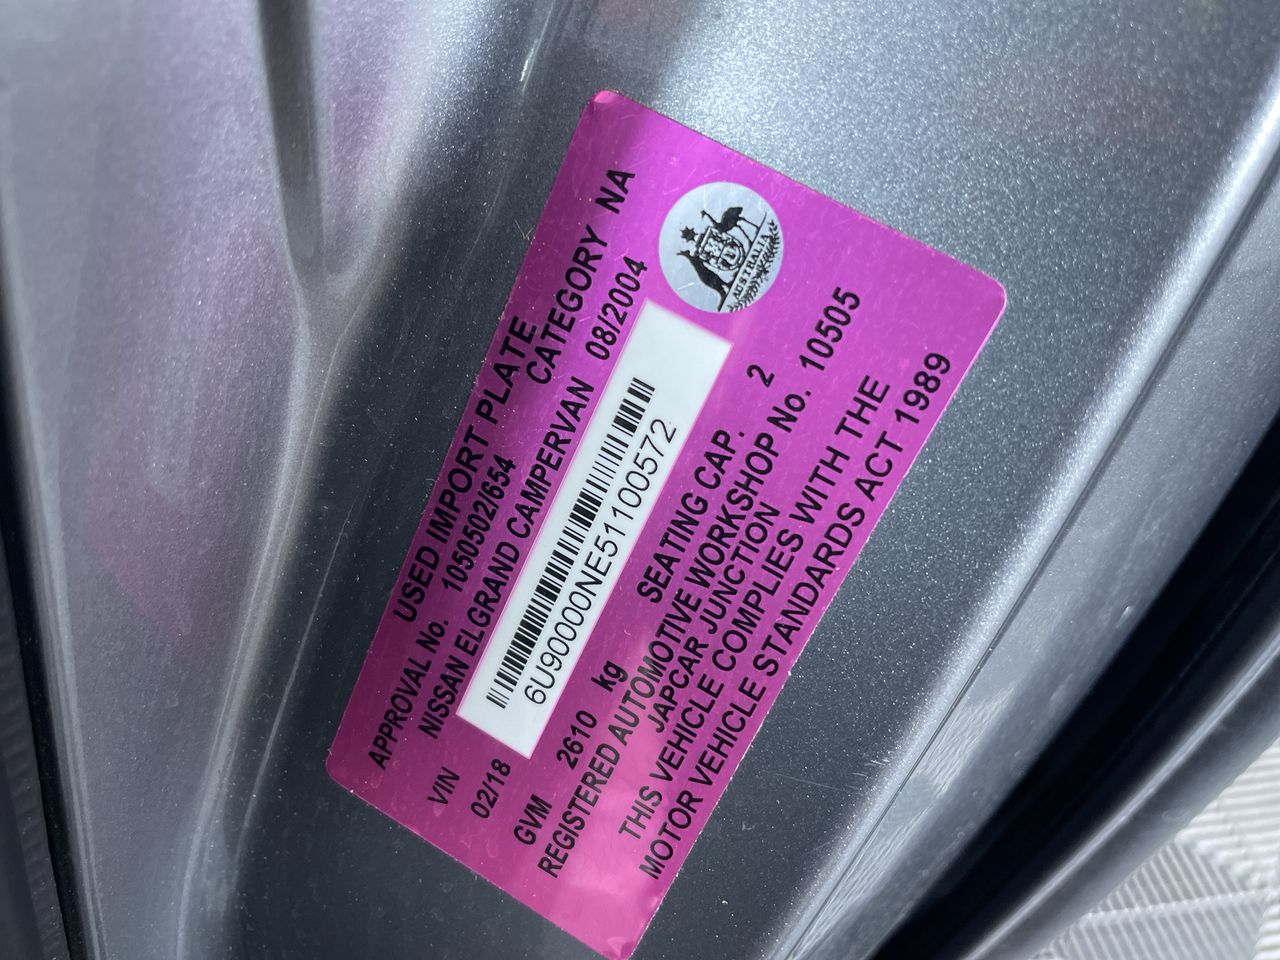 USED IMPORT PLATE
APPROVAL No. 1050502/654 CATEGORY NA
NISSAN ELGRAND CAMPERVAN 08/2004
VIN 6U90000NE51100572
02/18
AUSTRALIA
GVM 2610 kg SEATING CAP. 2
REGISTERED AUTOMOTIVE WORKSHOP No. 10505
JAPCAR JUNCTION
THIS VEHICLE COMPLIES WITH THE
MOTOR VEHICLE STANDARDS ACT 1989